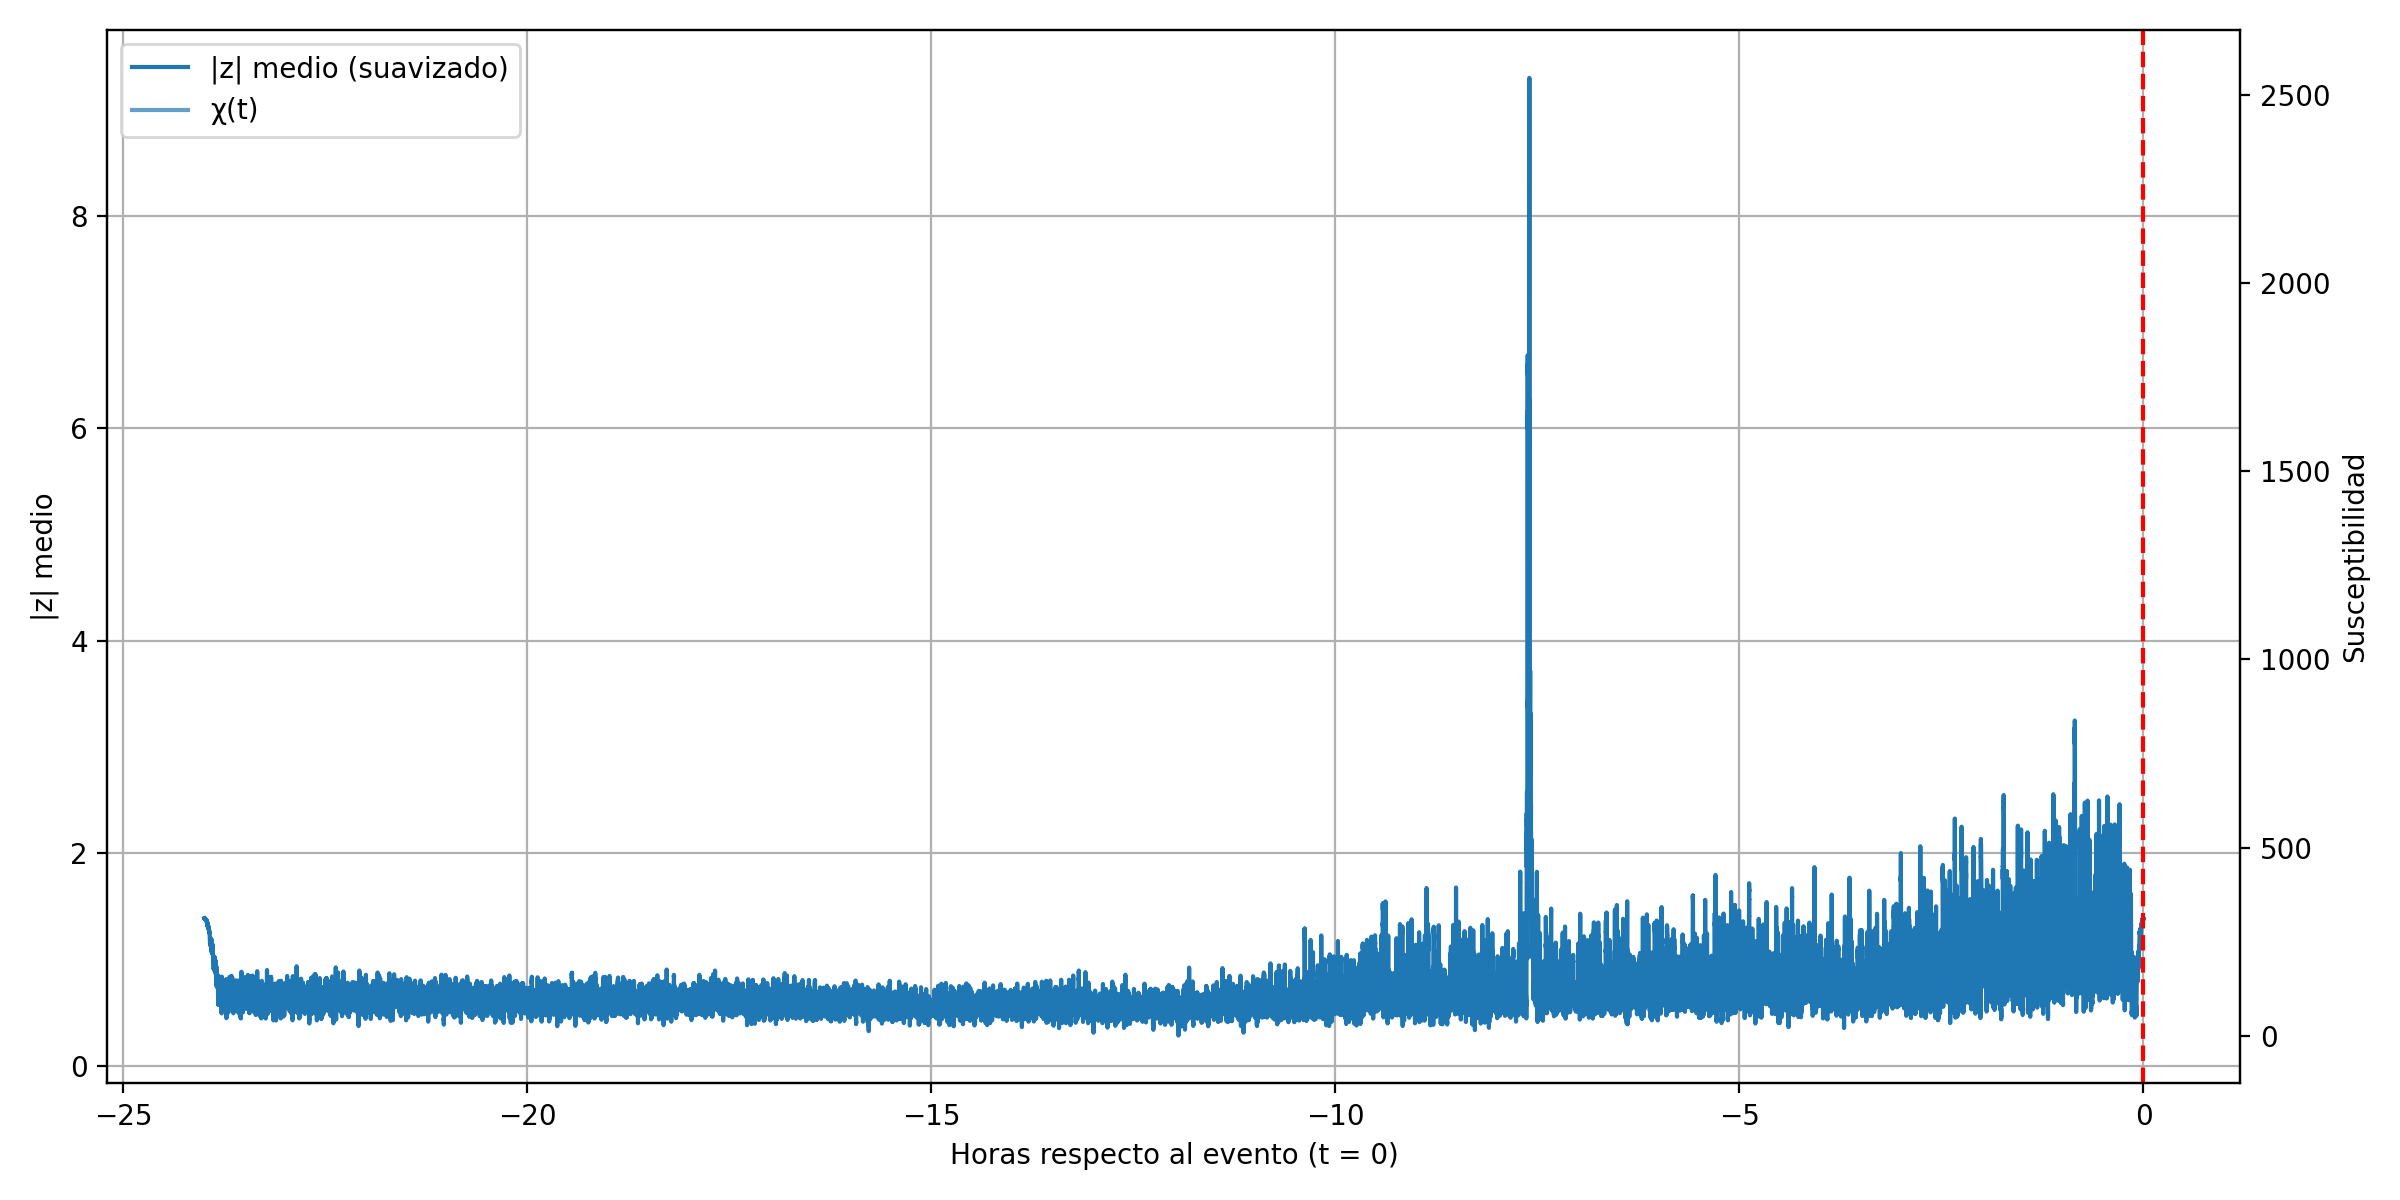 |z| medio (suavizado)
χ(t)
8
6
4
2
0
|z| medio
2500
2000
1500
1000
500
0
Susceptibilidad
−25 −20 −15 −10 −5 0
Horas respecto al evento (t = 0)